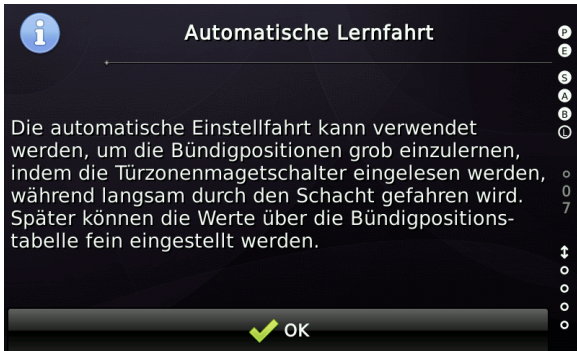 Automatische Lernfahrt
Die automatische Einstellfahrt kann verwendet
werden, um die Bündigpositionen grob einzulernen,
indem die Türzonenmagetschalter eingelesen werden,
während langsam durch den Schacht gefahren wird.
Später können die Werte über die Bündigpositions-
tabelle fein eingestellt werden.
OK
P
E
S
A
B
L
0
7